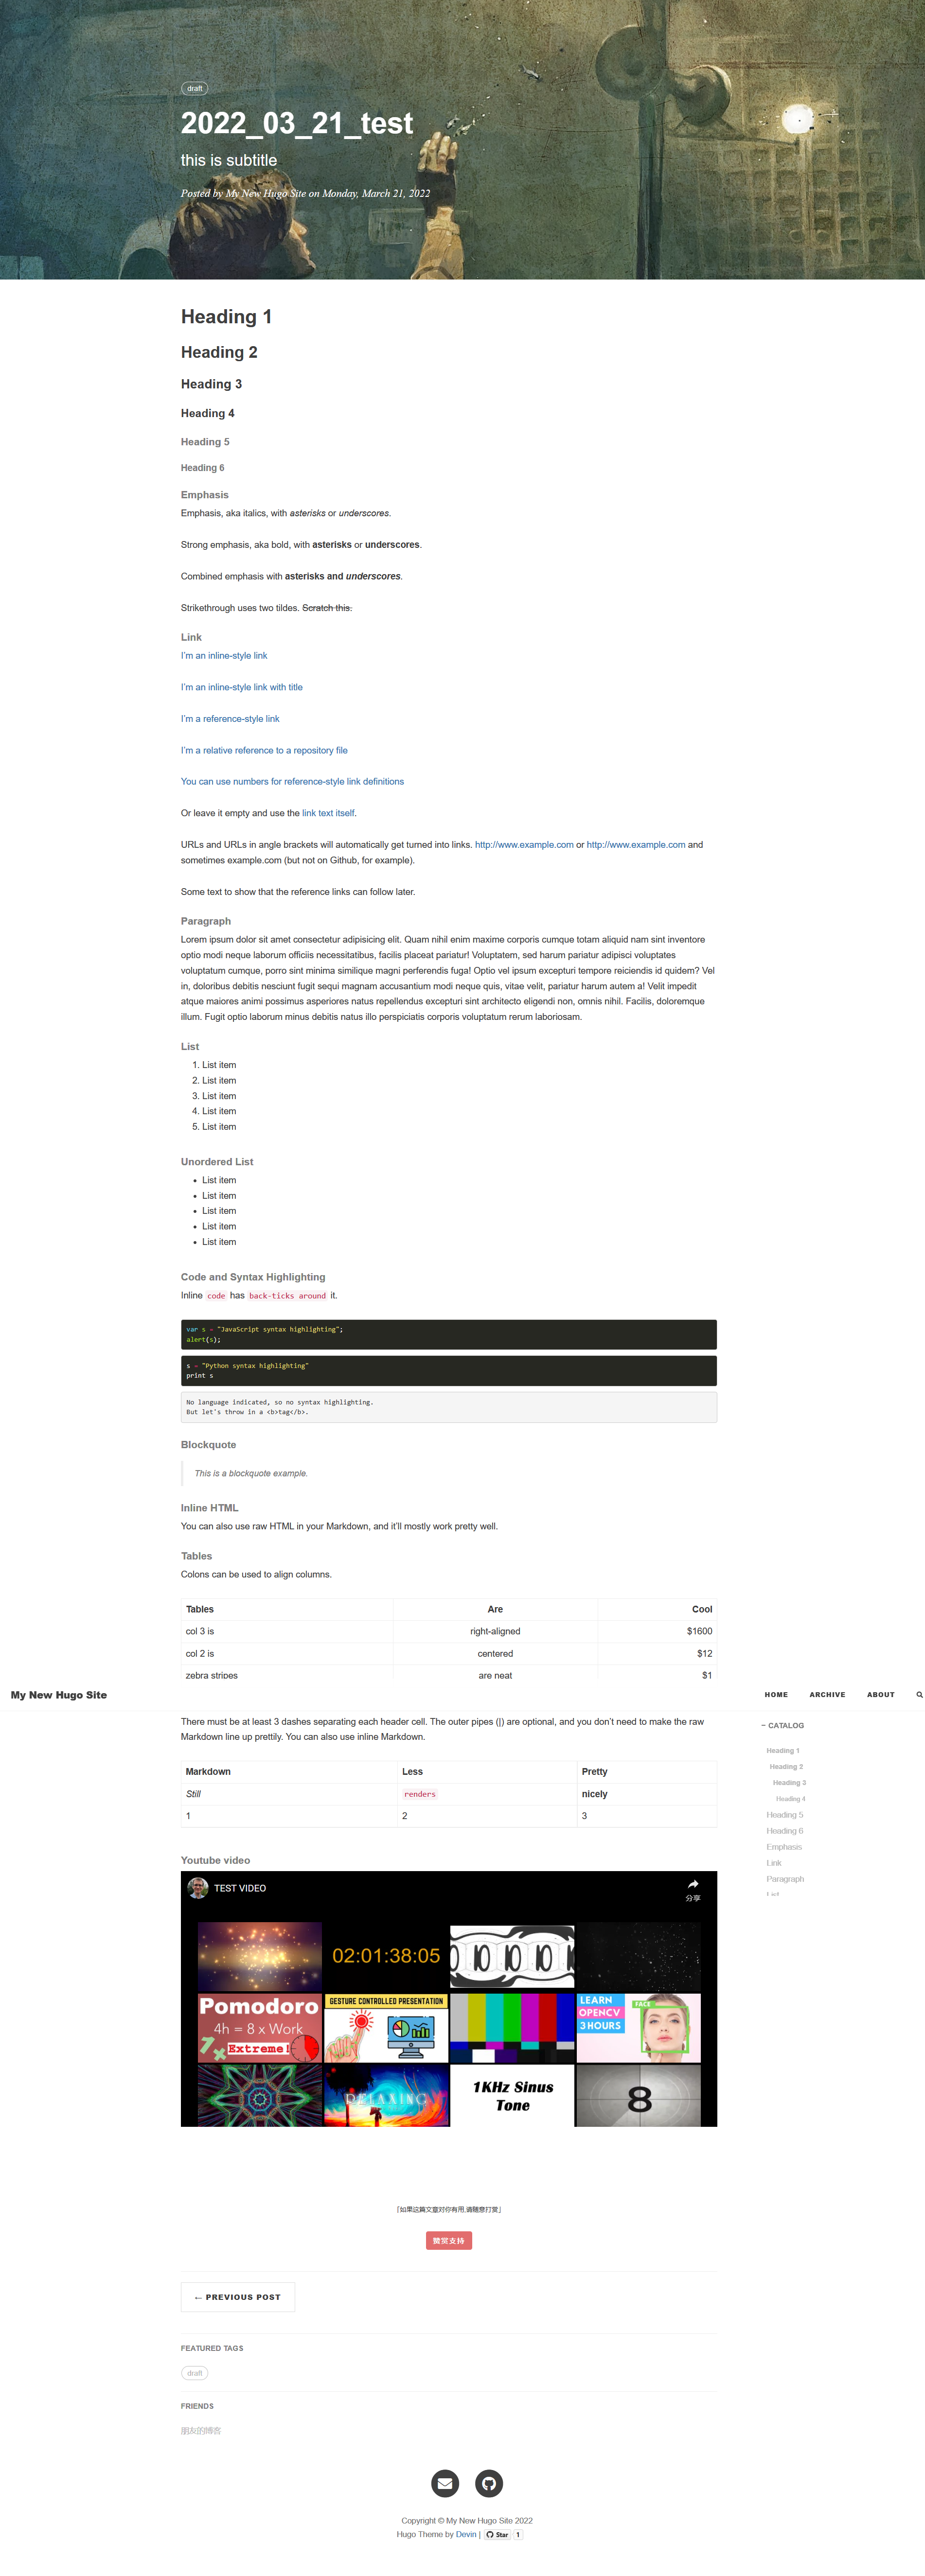 draft
2022_03_21_test
this is subtitle
Posted by My New Hugo Site on Monday, March 21, 2022
Heading 1
Heading 2
Heading 3
Heading 4
Heading 5
Heading 6
Emphasis
Emphasis, aka italics, with asterisks or underscores.
Strong emphasis, aka bold, with asterisks or underscores.
Combined emphasis with asterisks and underscores.
Strikethrough uses two tildes. Scratch this.
Link
I'm an inline-style link
I'm an inline-style link with title
I'm a reference-style link
I'm a relative reference to a repository file
You can use numbers for reference-style link definitions
Or leave it empty and use the link text itself.
URLs and URLs in angle brackets will automatically get turned into links. http://www.example.com or http://www.example.com and
sometimes example.com (but not on Github, for example).
Some text to show that the reference links can follow later.
Paragraph
Lorem ipsum dolor sit amet consectetur adipisicing elit. Quam nihil enim maxime corporis cumque totam aliquid nam sint inventore
optio modi neque laborum officiis necessitatibus, facilis placeat pariatur! Voluptatem, sed harum pariatur adipisci voluptates
voluptatum cumque, porro sint minima similique magni perferendis fuga! Optio vel ipsum excepturi tempore reiciendis id quidem? Vel
in, doloribus debitis nesciunt fugit sequi magnam accusantium modi neque quis, vitae velit, pariatur harum autem a! Velit impedit
atque maiores animi possimus asperiores natus repellendus excepturi sint architecto eligendi non, omnis nihil. Facilis, doloremque
illum. Fugit optio laborum minus debitis natus illo perspiciatis corporis voluptatum rerum laboriosam.
List
1. List item
2. List item
3. List item
4. List item
5. List item
Unordered List
• List item
• List item
• List item
• List item
• List item
Code and Syntax Highlighting
Inline code has back-ticks around it.
var s = "JavaScript syntax highlighting";
alert(s);
s = "Python syntax highlighting"
print s
No language indicated, so no syntax highlighting.
But let's throw in a <b>tag</b>.
Blockquote
This is a blockquote example.
Inline HTML
You can also use raw HTML in your Markdown, and it'll mostly work pretty well.
Tables
Colons can be used to align columns.
Tables Are Cool
col 3 is right-aligned $1600
col 2 is centered $12
zebra stripes are neat $1
My New Hugo Site HOME ARCHIVE ABOUT
There must be at least 3 dashes separating each header cell. The outer pipes (|) are optional, and you don't need to make the raw
Markdown line up prettily. You can also use inline Markdown.
Markdown Less Pretty
Still renders nicely
1 2 3
− CATALOG
Heading 1
Heading 2
Heading 3
Heading 4
Heading 5
Heading 6
Emphasis
Link
Paragraph
List
Youtube video
TEST VIDEO
分享
02:01:38:05
Pomodoro
4h = 8 x Work
7x Extreme!
GESTURE CONTROLLED PRESENTATION
LEARN
OPENCV
3 HOURS
FACE
RELAXING
1KHz Sinus
Tone
8
「如果这篇文章对你有用,请随意打赏」
赞赏支持
← PREVIOUS POST
FEATURED TAGS
draft
FRIENDS
朋友的博客
Copyright © My New Hugo Site 2022
Hugo Theme by Devin | Star 1